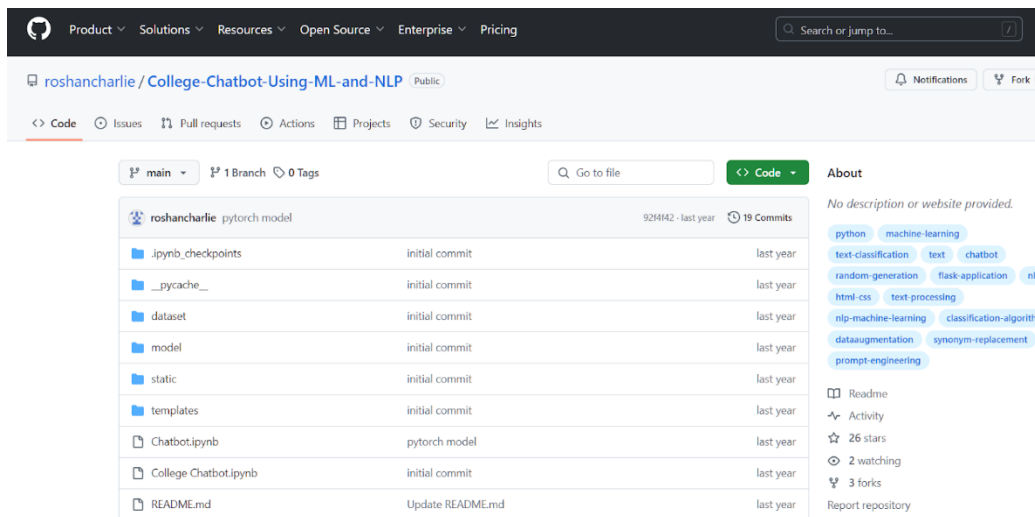 Product Solutions Resources Open Source Enterprise Pricing Search or jump to... /
roshancharlie / College-Chatbot-Using-ML-and-NLP Public Notifications Fork
<> Code Issues Pull requests Actions Projects Security Insights
main 1 Branch 0 Tags Go to file <> Code
roshancharlie pytorch model 92f4f42 · last year 19 Commits
.ipynb_checkpoints initial commit last year
__pycache__ initial commit last year
dataset initial commit last year
model initial commit last year
static initial commit last year
templates initial commit last year
Chatbot.ipynb pytorch model last year
College Chatbot.ipynb initial commit last year
README.md Update README.md last year
About
No description or website provided.
python machine-learning
text-classification text chatbot
random-generation flask-application nl
html-css text-processing
nlp-machine-learning classification-algorith
dataaugmentation synonym-replacement
prompt-engineering
Readme
Activity
26 stars
2 watching
3 forks
Report repository